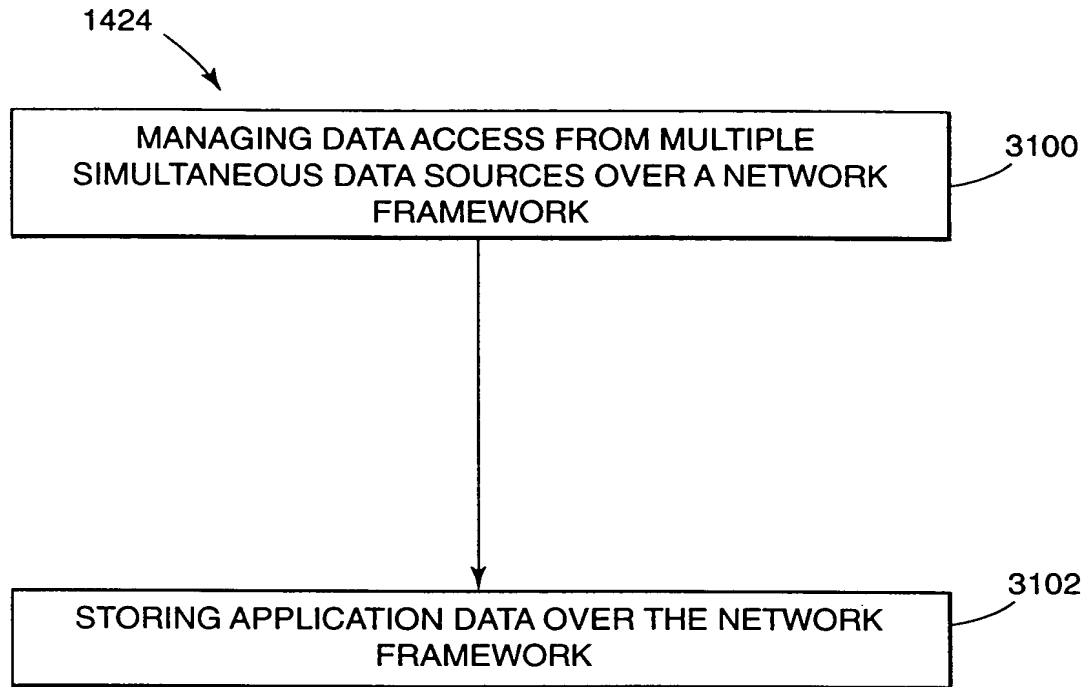 1424
MANAGING DATA ACCESS FROM MULTIPLE
SIMULTANEOUS DATA SOURCES OVER A NETWORK
FRAMEWORK
3100
STORING APPLICATION DATA OVER THE NETWORK
FRAMEWORK
3102